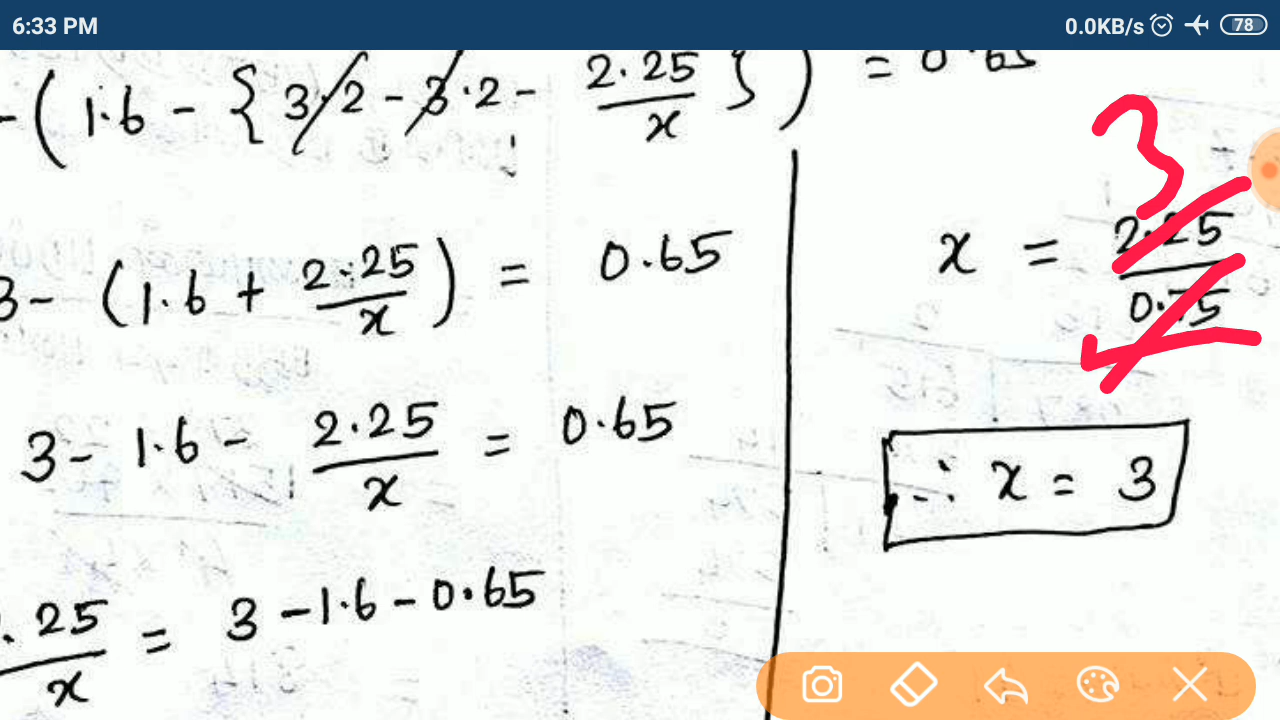 6:33 PM 0.0KB/s 78
-(1.6 - {3.2 - 3.2 - 2.25/x}) = 0.65
3 - (1.6 + 2.25/x) = 0.65
3 - 1.6 - 2.25/x = 0.65
.25/x = 3 - 1.6 - 0.65
3
x = 2.25/0.75
∴ x = 3